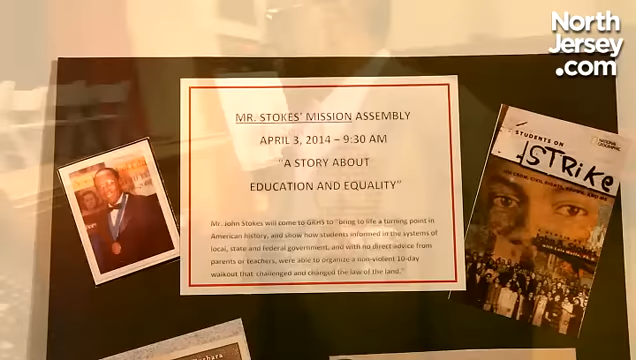 North
Jersey
.com
MR. STOKES' MISSION ASSEMBLY
APRIL 3, 2014 – 9:30 AM
"A STORY ABOUT
EDUCATION AND EQUALITY"
Mr. John Stokes will come to GRHS to "bring to life a turning point in
American history, and show how students informed in the systems of
local, state and federal government, and with no direct advice from
parents or teachers, were able to organize a non-violent 10-day
walkout that challenged and changed the law of the land."
NATIONAL
GEOGRAPHIC
STUDENTS ON
STRIKE